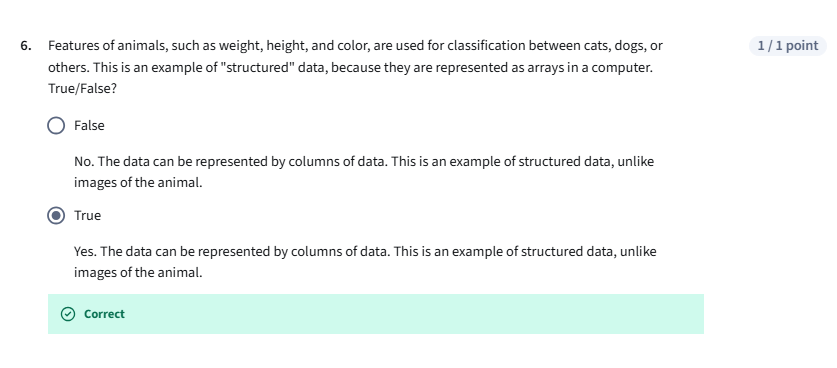 6. Features of animals, such as weight, height, and color, are used for classification between cats, dogs, or
1 / 1 point
others. This is an example of "structured" data, because they are represented as arrays in a computer.
True/False?
False
No. The data can be represented by columns of data. This is an example of structured data, unlike
images of the animal.
True
Yes. The data can be represented by columns of data. This is an example of structured data, unlike
images of the animal.
Correct